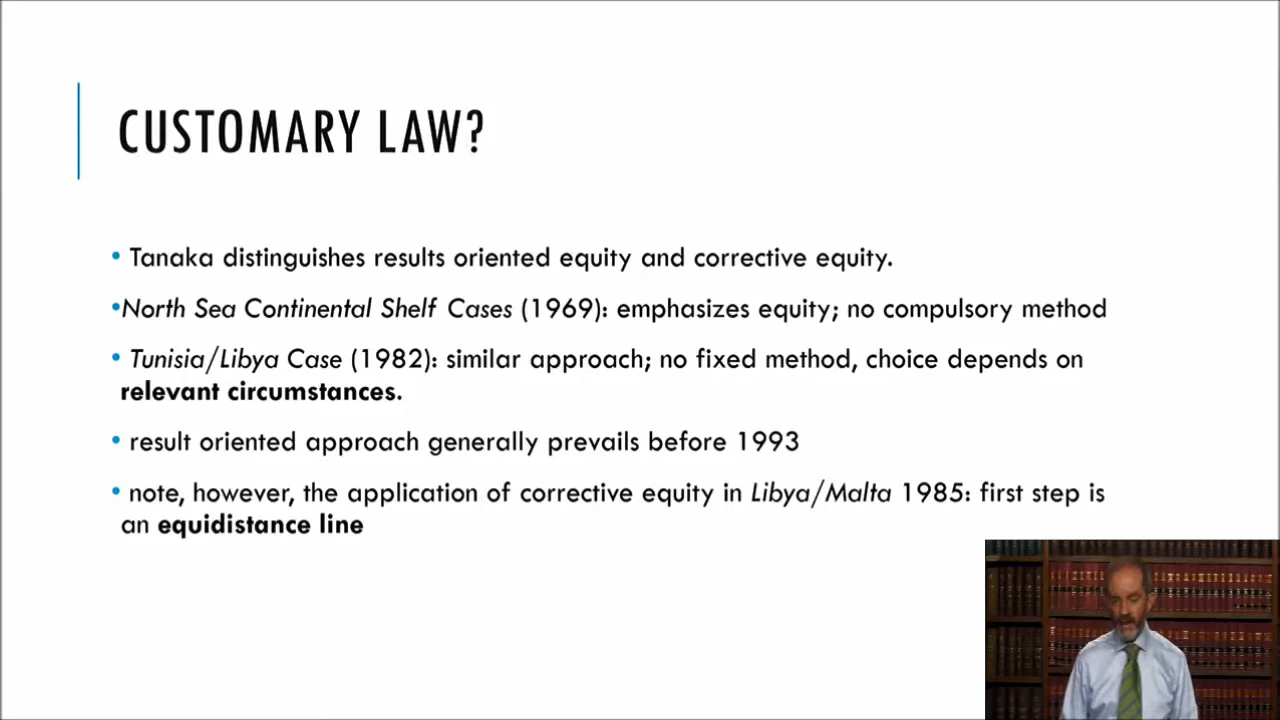 CUSTOMARY LAW?
• Tanaka distinguishes results oriented equity and corrective equity.
•North Sea Continental Shelf Cases (1969): emphasizes equity; no compulsory method
• Tunisia/Libya Case (1982): similar approach; no fixed method, choice depends on
relevant circumstances.
• result oriented approach generally prevails before 1993
• note, however, the application of corrective equity in Libya/Malta 1985: first step is
an equidistance line